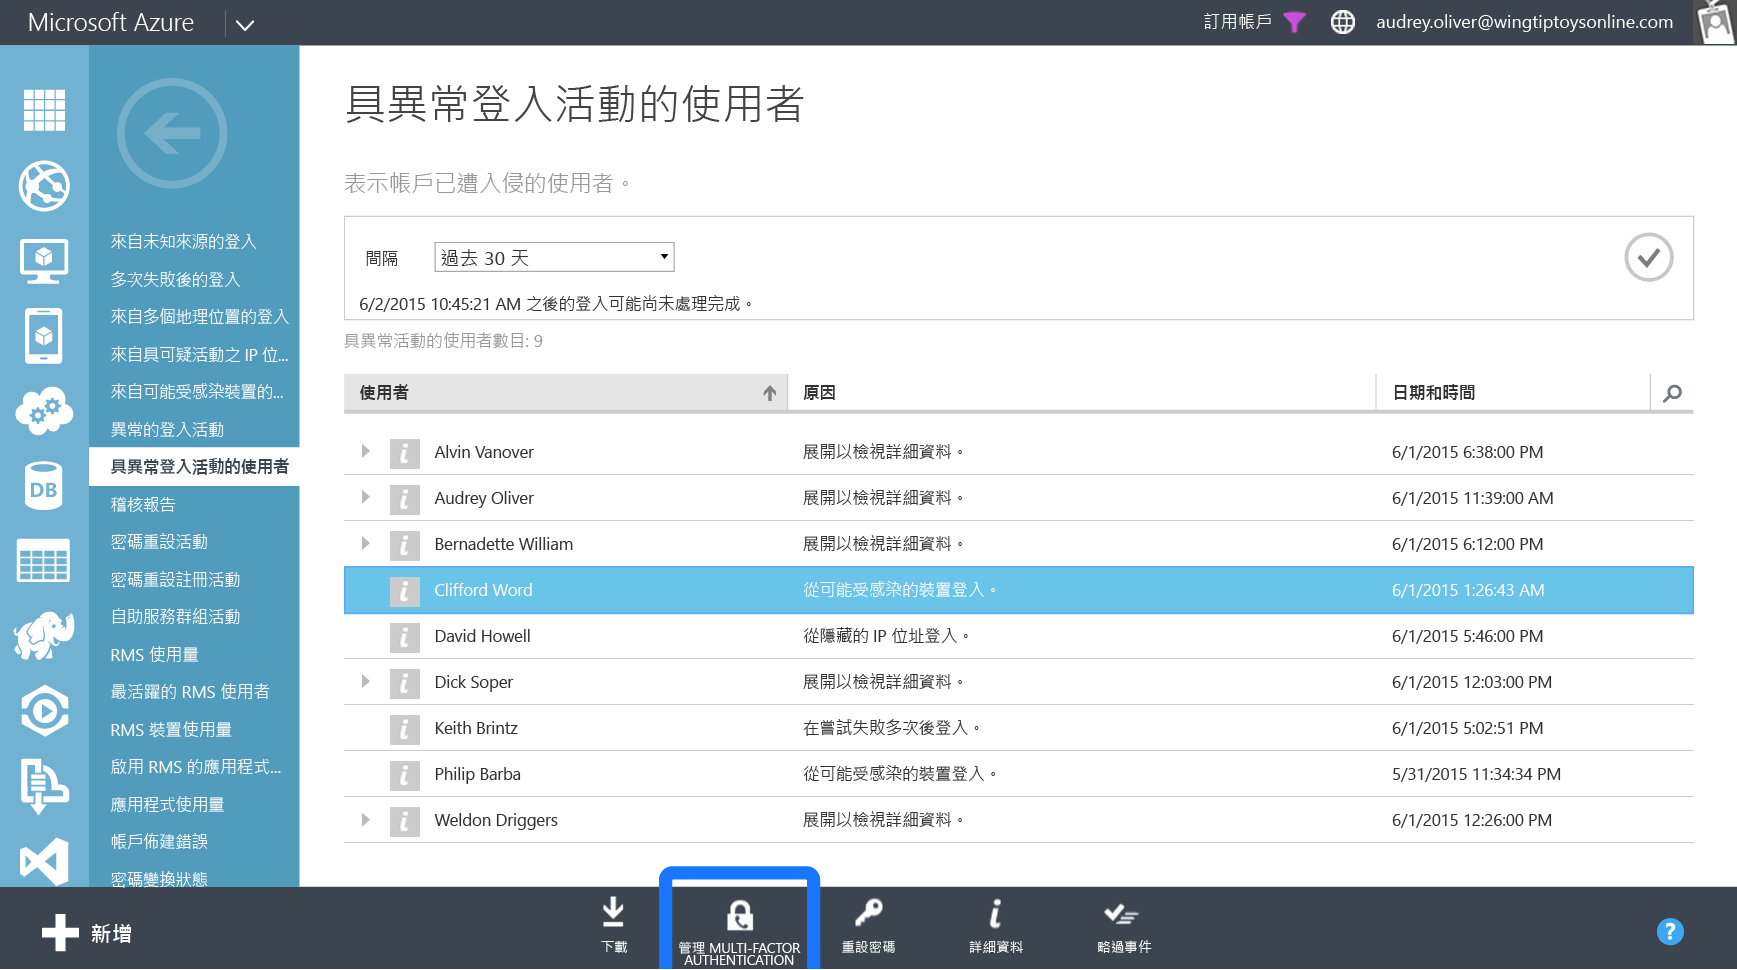 Microsoft Azure
訂用帳戶
audrey.oliver@wingtiptoysonline.com
來自未知來源的登入
多次失敗後的登入
來自多個地理位置的登入
來自具可疑活動之 IP 位...
來自可能受感染裝置的...
異常的登入活動
具異常登入活動的使用者
稽核報告
密碼重設活動
密碼重設註冊活動
自助服務群組活動
RMS 使用量
最活躍的 RMS 使用者
RMS 裝置使用量
啟用 RMS 的應用程式...
應用程式使用量
帳戶佈建錯誤
密碼變換狀態
DB
具異常登入活動的使用者
表示帳戶已遭入侵的使用者。
間隔
過去 30 天
6/2/2015 10:45:21 AM 之後的登入可能尚未處理完成。
具異常活動的使用者數目: 9
使用者 原因 日期和時間
Alvin Vanover 展開以檢視詳細資料。 6/1/2015 6:38:00 PM
Audrey Oliver 展開以檢視詳細資料。 6/1/2015 11:39:00 AM
Bernadette William 展開以檢視詳細資料。 6/1/2015 6:12:00 PM
Clifford Word 從可能受感染的裝置登入。 6/1/2015 1:26:43 AM
David Howell 從隱藏的 IP 位址登入。 6/1/2015 5:46:00 PM
Dick Soper 展開以檢視詳細資料。 6/1/2015 12:03:00 PM
Keith Brintz 在嘗試失敗多次後登入。 6/1/2015 5:02:51 PM
Philip Barba 從可能受感染的裝置登入。 5/31/2015 11:34:34 PM
Weldon Driggers 展開以檢視詳細資料。 6/1/2015 12:26:00 PM
新增
下載
管理 MULTI-FACTOR
AUTHENTICATION
重設密碼
詳細資料
略過事件
?